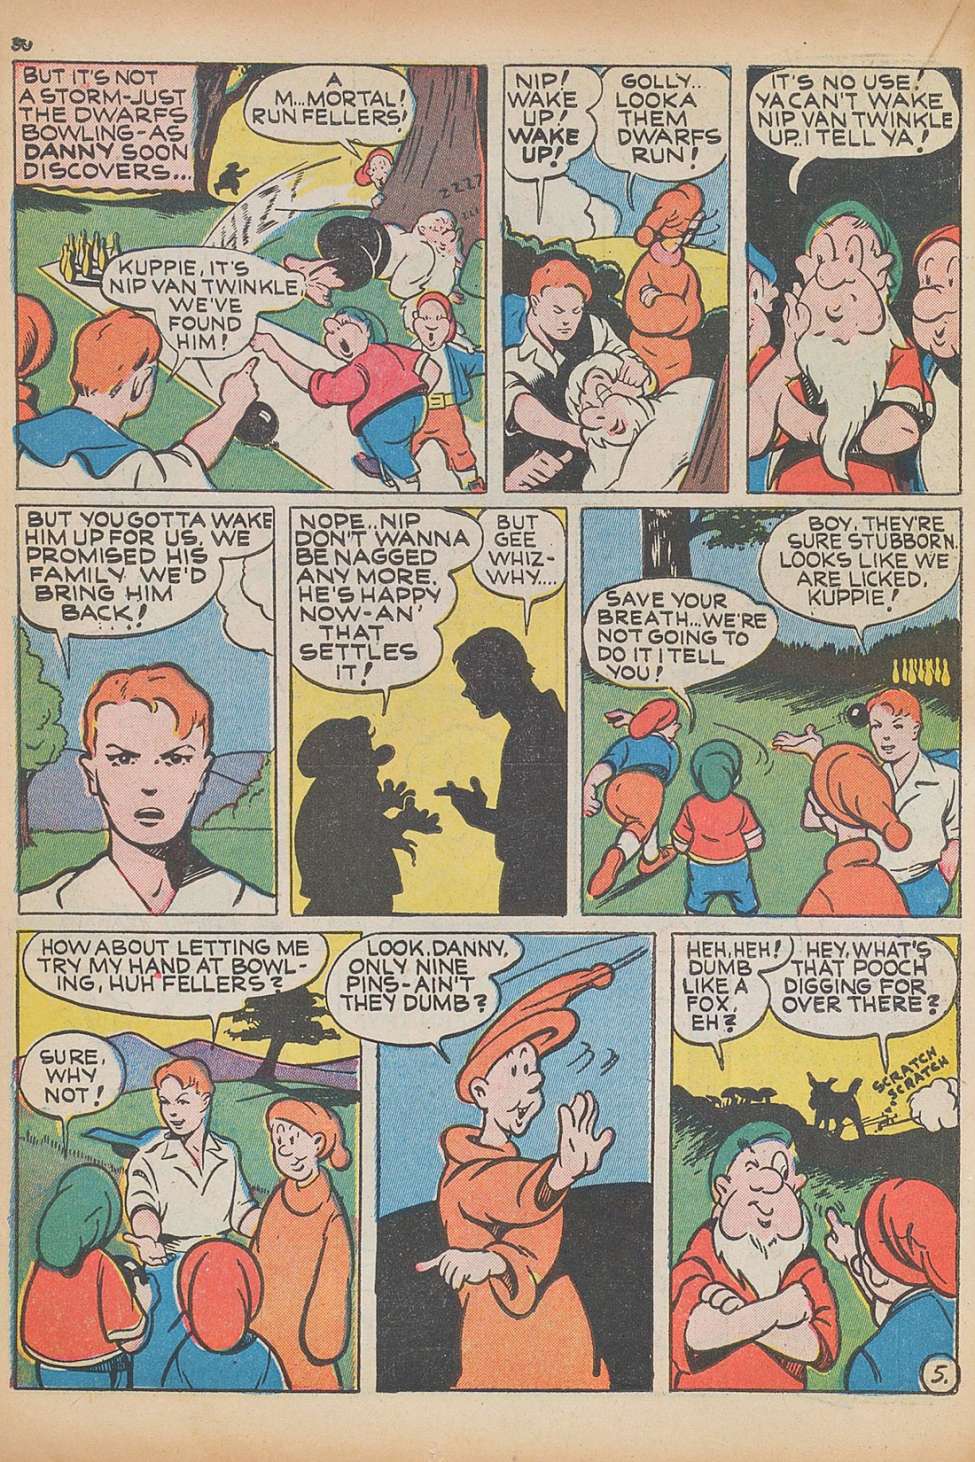 30
BUT IT'S NOT
A STORM-JUST
THE DWARFS
BOWLING-AS
DANNY SOON
DISCOVERS...
A
M...MORTAL!
RUN FELLERS!
ZZZZ
ZZZ
KUPPIE, IT'S
NIP VAN TWINKLE
WE'VE
FOUND
HIM!
NIP!
WAKE
UP!
WAKE
UP!
GOLLY..
LOOKA
THEM
DWARFS
RUN!
IT'S NO USE!
YA CAN'T WAKE
NIP VAN TWINKLE
UP..I TELL YA!
BUT YOU GOTTA WAKE
HIM UP FOR US. WE
PROMISED HIS
FAMILY WE'D
BRING HIM
BACK!
NOPE..NIP
DON'T WANNA
BE NAGGED
ANY MORE.
HE'S HAPPY
NOW-AN'
THAT
SETTLES
IT!
BUT
GEE
WHIZ-
WHY....
SAVE YOUR
BREATH...WE'RE
NOT GOING TO
DO IT I TELL
YOU!
BOY, THEY'RE
SURE STUBBORN.
LOOKS LIKE WE
ARE LICKED,
KUPPIE!
HOW ABOUT LETTING ME
TRY MY HAND AT BOWL-
ING, HUH FELLERS?
SURE,
WHY
NOT!
LOOK, DANNY,
ONLY NINE
PINS-AIN'T
THEY DUMB?
HEH, HEH!
DUMB
LIKE A
FOX,
EH?
HEY, WHAT'S
THAT POOCH
DIGGING FOR
OVER THERE?
SCRATCH
SCRATCH
5.